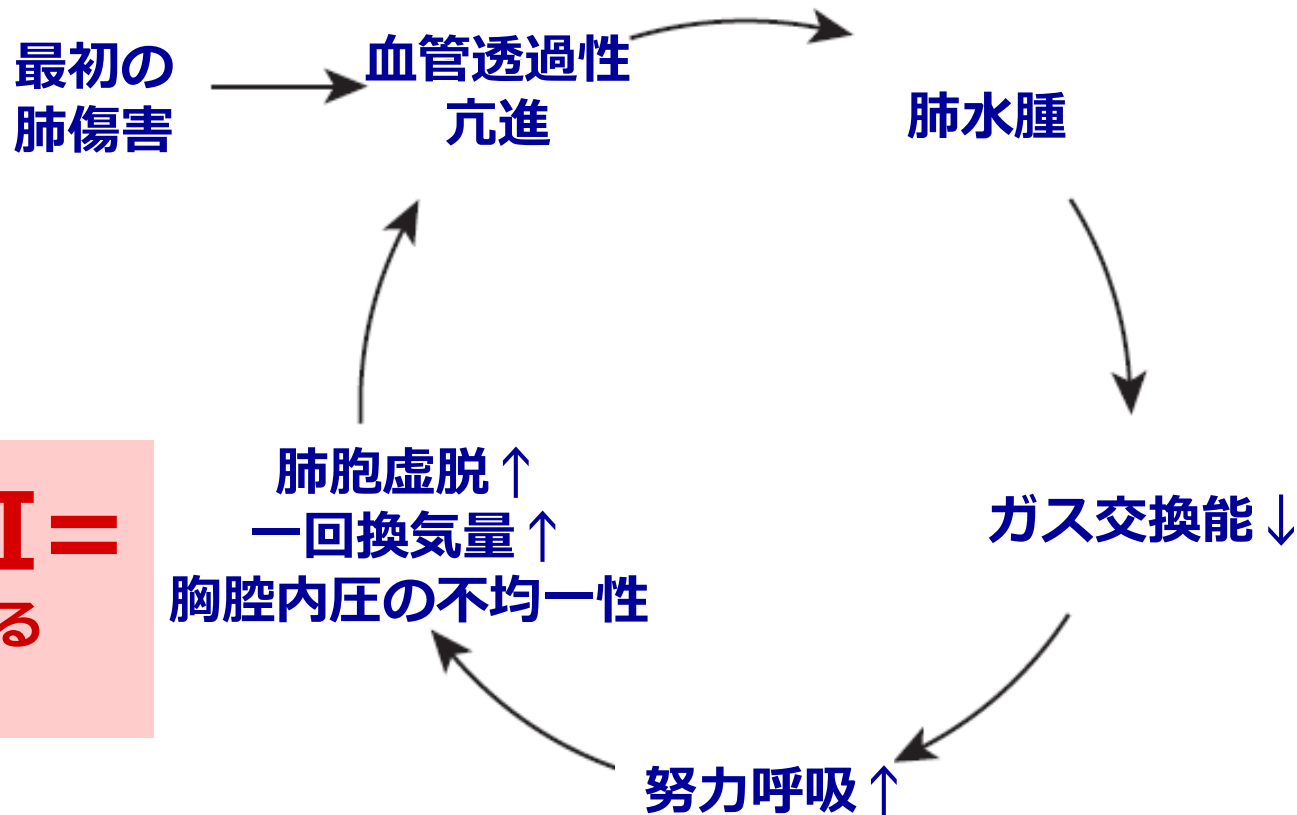 最初の
肺傷害
血管透過性
亢進
肺水腫
ガス交換能↓
努力呼吸↑
肺胞虚脱↑
一回換気量↑
胸腔内圧の不均一性
I=
る